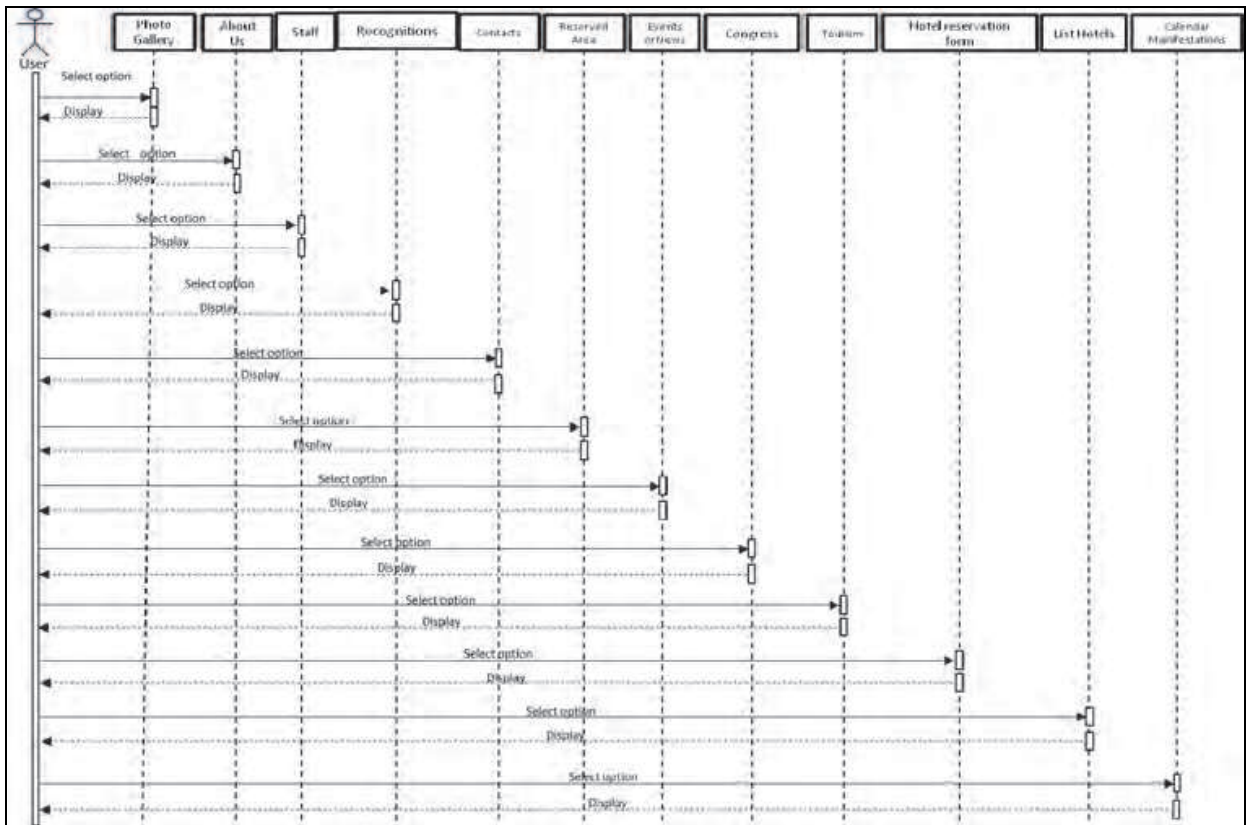 Photo
Gallery
About
Us
Staff
Recognitions
Contacts
Reserved
Area
Events
Congress
Tourism
Hotel reservation
form
List Hotels
Calendar
Manifestations
User
Select option
Display
Select option
Display
Select option
Display
Select option
Display
Select option
Display
Select option
Display
Select option
Display
Select option
Display
Select option
Display
Select option
Display
Select option
Display
Select option
Display